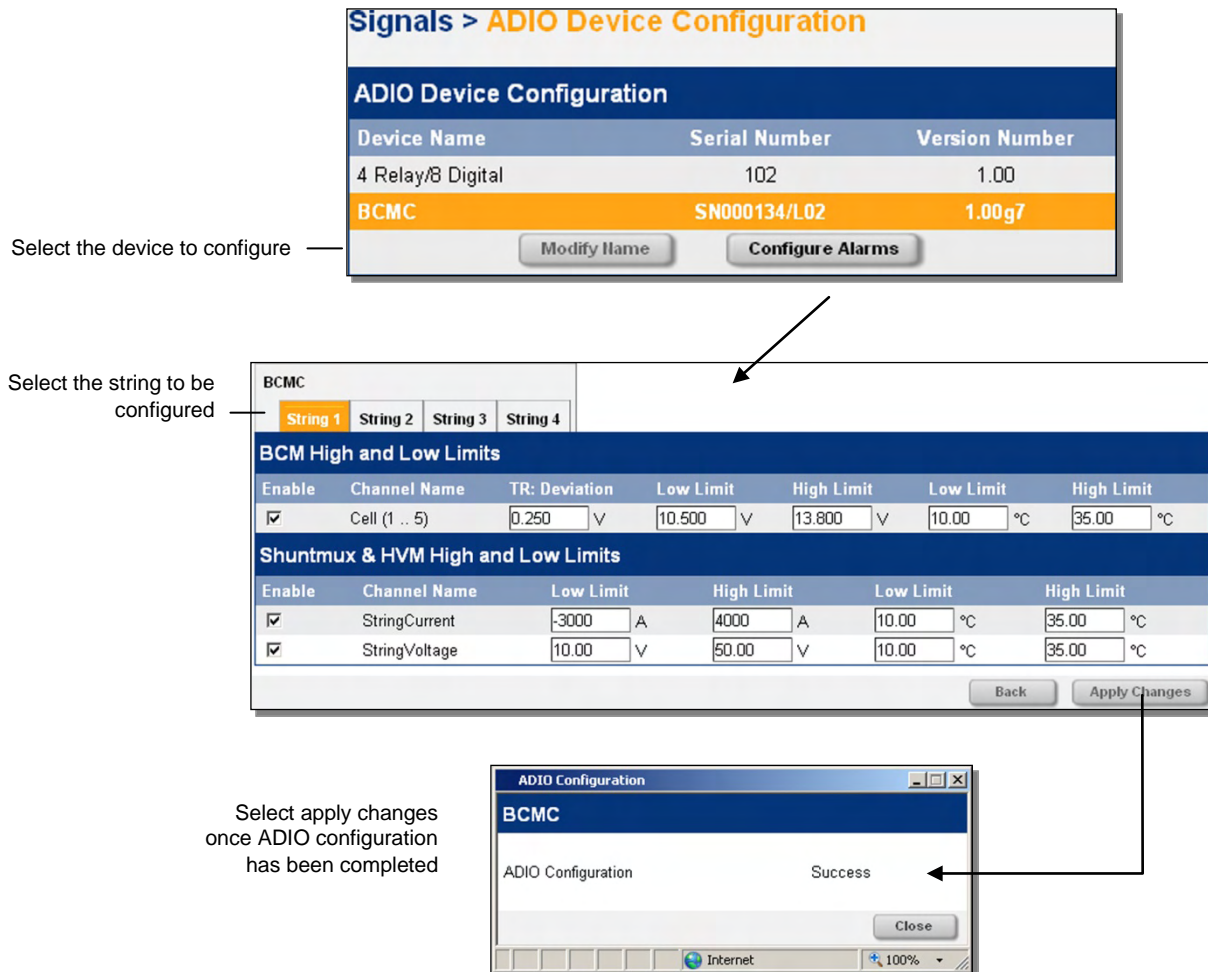 Signals > ADIO Device Configuration
ADIO Device Configuration
Device Name Serial Number Version Number
4 Relay/8 Digital 102 1.00
BCMC SN000134/L02 1.00g7
Select the device to configure
Modify Name Configure Alarms
Select the string to be
configured
BCMC
String 1 String 2 String 3 String 4
BCM High and Low Limits
Enable Channel Name TR: Deviation Low Limit High Limit Low Limit High Limit
Cell (1 .. 5) 0.250 V 10.500 V 13.800 V 10.00 °C 35.00 °C
Shuntmux & HVM High and Low Limits
Enable Channel Name Low Limit High Limit Low Limit High Limit
StringCurrent -3000 A 4000 A 10.00 °C 35.00 °C
StringVoltage 10.00 V 50.00 V 10.00 °C 35.00 °C
Back Apply Changes
Select apply changes
once ADIO configuration
has been completed
ADIO Configuration
BCMC
ADIO Configuration Success
Close
Internet 100%